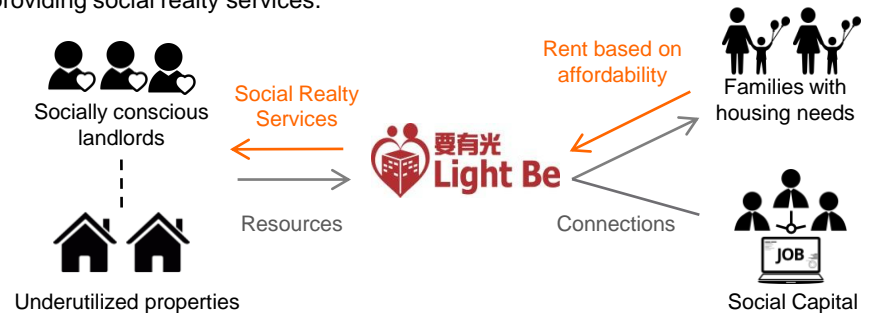 providing social realty services:
Socially conscious
landlords
Social Realty
Services
Rent based on
affordability
Families with
housing needs
要有光
Light Be
Resources
Connections
JOB
Underutilized properties
Social Capital